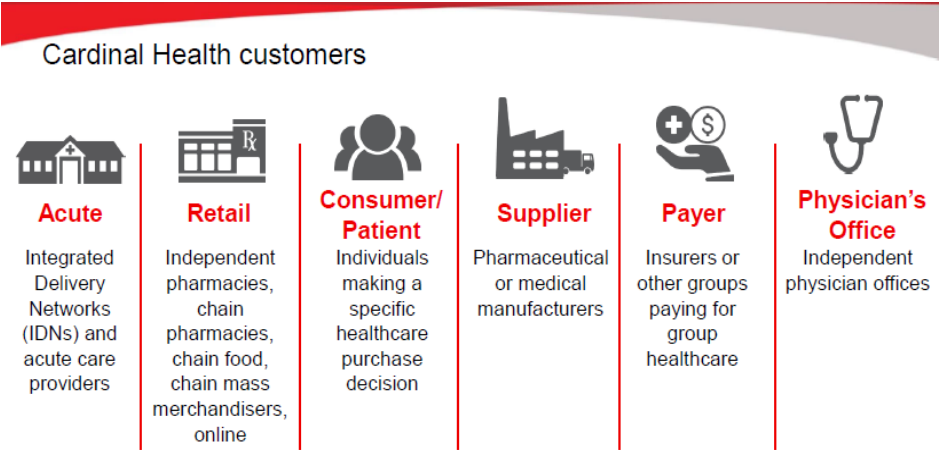 Cardinal Health customers
Rx
$
Acute
Integrated
Delivery
Networks
(IDNs) and
acute care
providers
Retail
Independent
pharmacies,
chain
pharmacies,
chain food,
chain mass
merchandisers,
online
Consumer/
Patient
Individuals
making a
specific
healthcare
purchase
decision
Supplier
Pharmaceutical
or medical
manufacturers
Payer
Insurers or
other groups
paying for
group
healthcare
Physician's
Office
Independent
physician offices